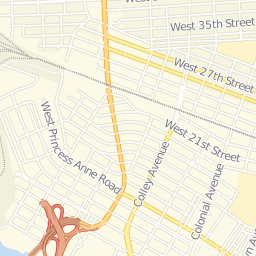 West 35th Street
West 27th Street
West 21st Street
West Princess Anne Road
Colley Avenue
Colonial Avenue